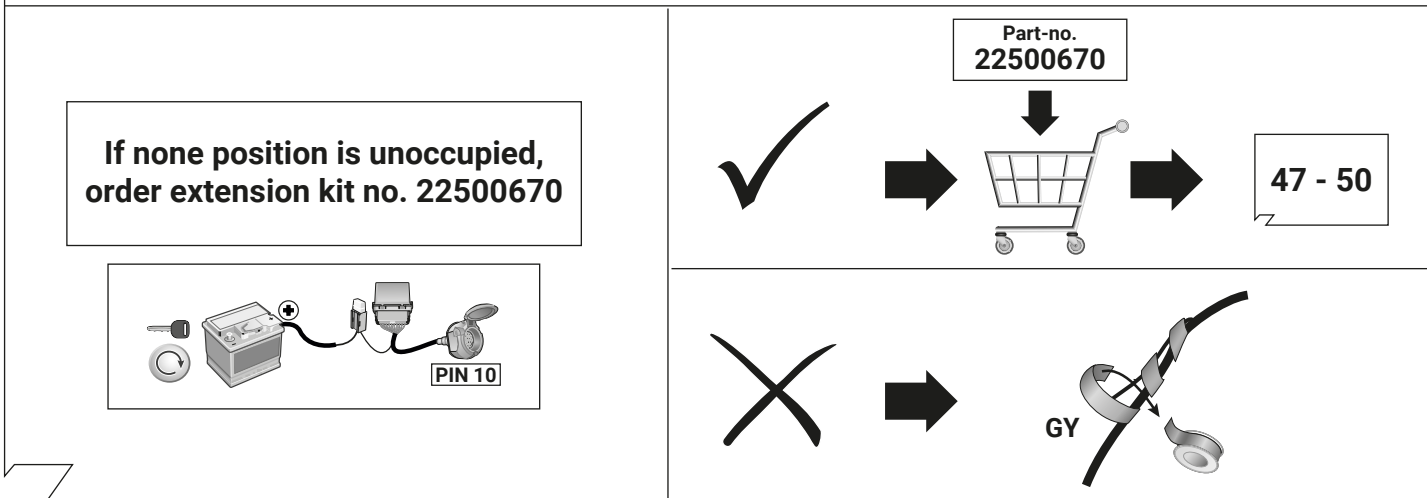 If none position is unoccupied,
order extension kit no. 22500670
PIN 10
Part-no.
22500670
47 - 50
GY